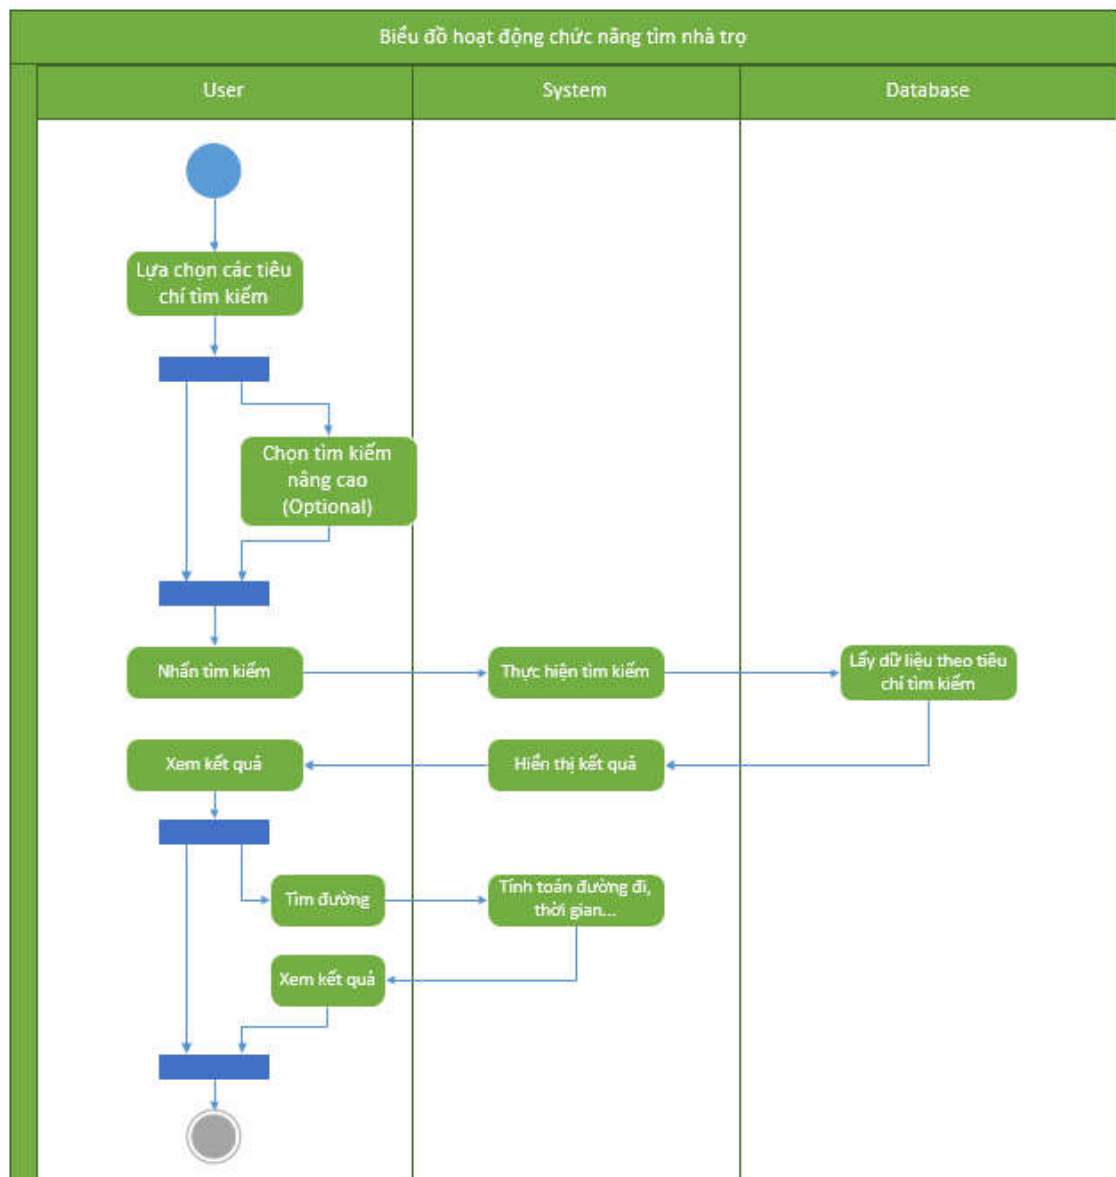 Biểu đồ hoạt động chức năng tìm nhà trọ
User
System
Database
Lựa chọn các tiêu
chí tìm kiếm
Chọn tìm kiếm
nâng cao
(Optional)
Nhấn tìm kiếm
Thực hiện tìm kiếm
Lấy dữ liệu theo tiêu
chí tìm kiếm
Xem kết quả
Hiển thị kết quả
Tìm đường
Tính toán đường đi,
thời gian...
Xem kết quả